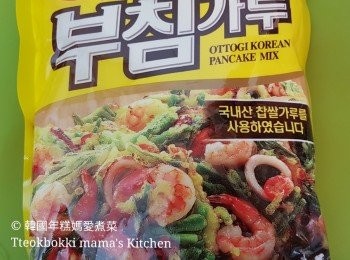 부침가루
OTTOGI KOREAN
PANCAKE MIX
국내산 찹쌀가루를
사용하였습니다
© 韓國年糕媽愛煮菜
Tteokbokki mama's Kitchen